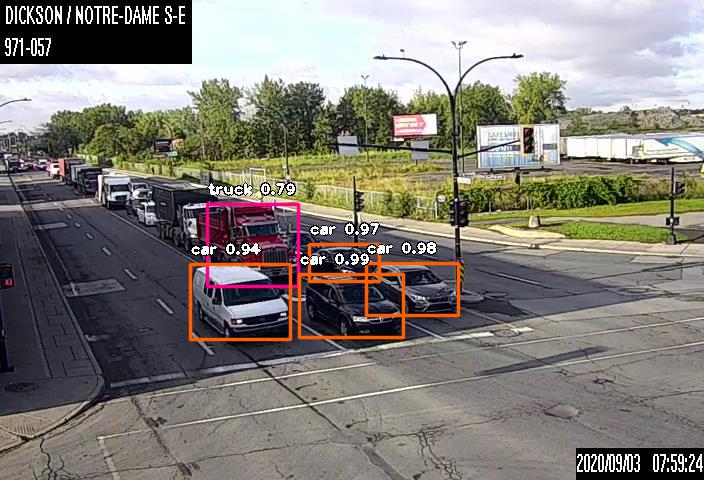 DICKSON / NOTRE-DAME S-E
971-057
truck 0.79
car 0.97
car 0.94
car 0.98
car 0.99
2020/09/03 07:59:24